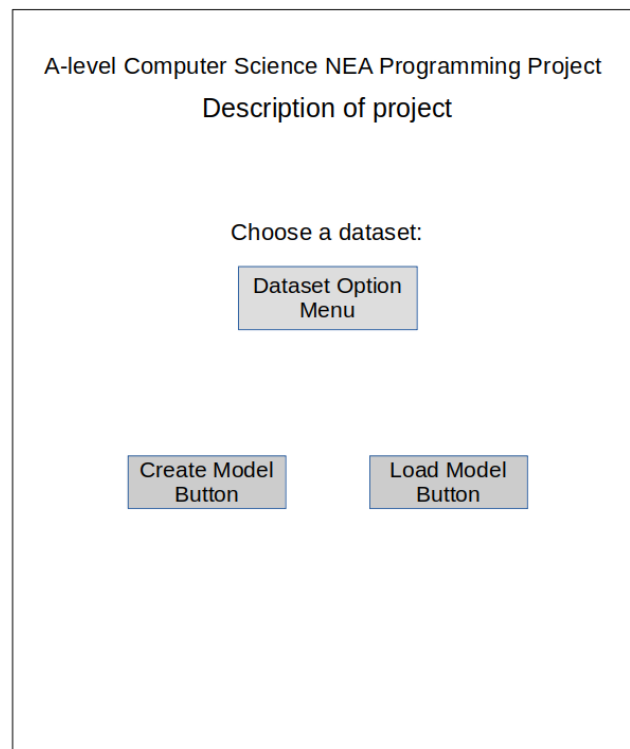 A-level Computer Science NEA Programming Project
Description of project
Choose a dataset:
Dataset Option
Menu
Create Model
Button
Load Model
Button